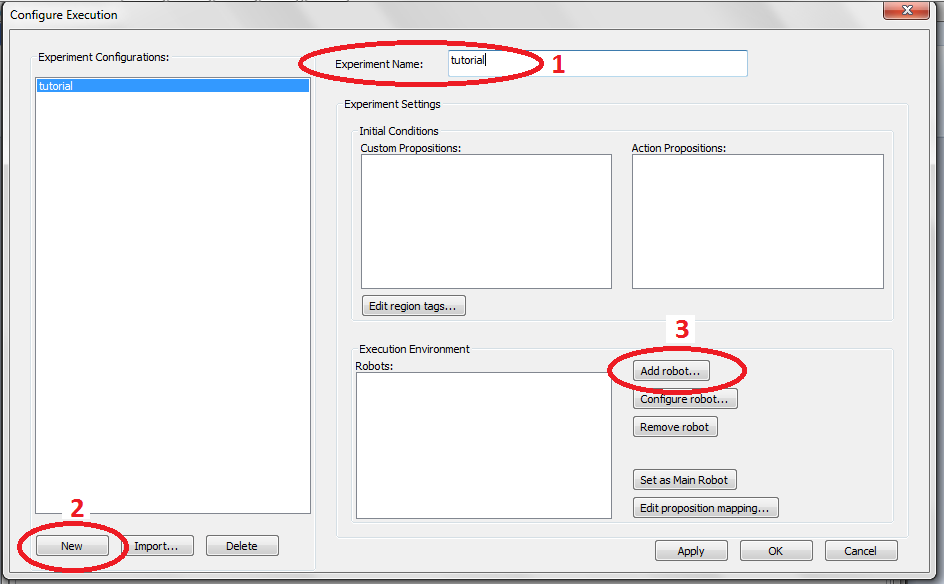 Configure Execution
Experiment Configurations:
tutorial
2
New
Import...
Delete
Experiment Name:
tutorial
1
Experiment Settings
Initial Conditions
Custom Propositions:
Action Propositions:
Edit region tags...
3
Execution Environment
Robots:
Add robot...
Configure robot...
Remove robot
Set as Main Robot
Edit proposition mapping...
Apply
OK
Cancel